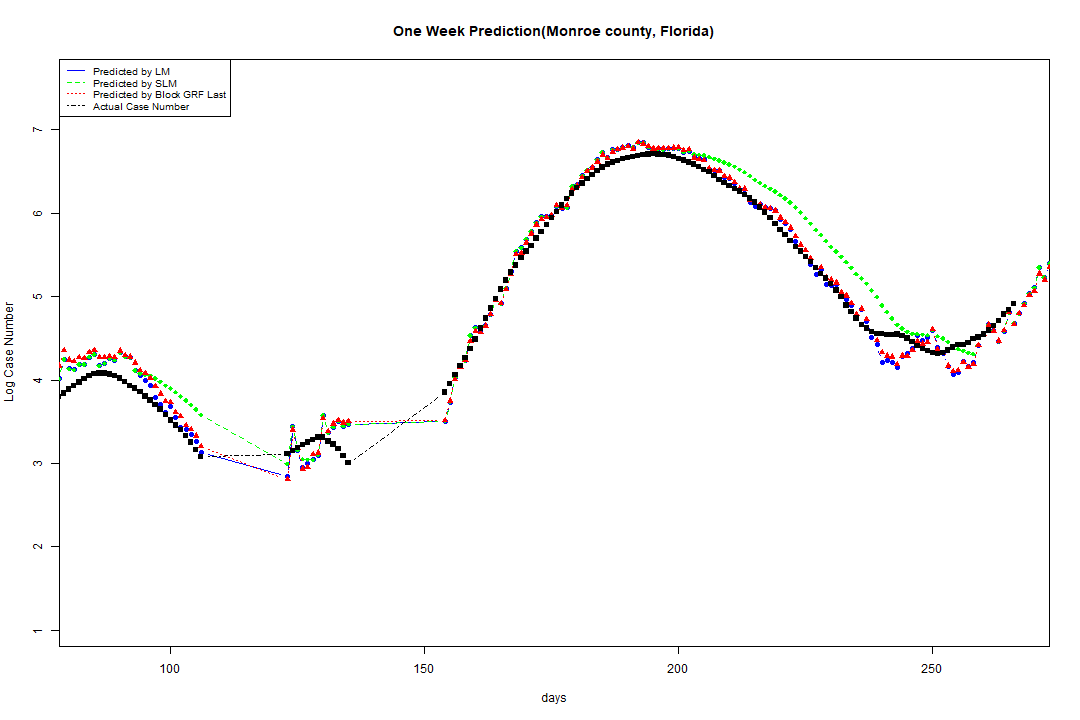 One Week Prediction(Monroe county, Florida)
Predicted by LM
Predicted by SLM
Predicted by Block GRF Last
Actual Case Number
Log Case Number
7
6
5
4
3
2
1
100 150 200 250
days